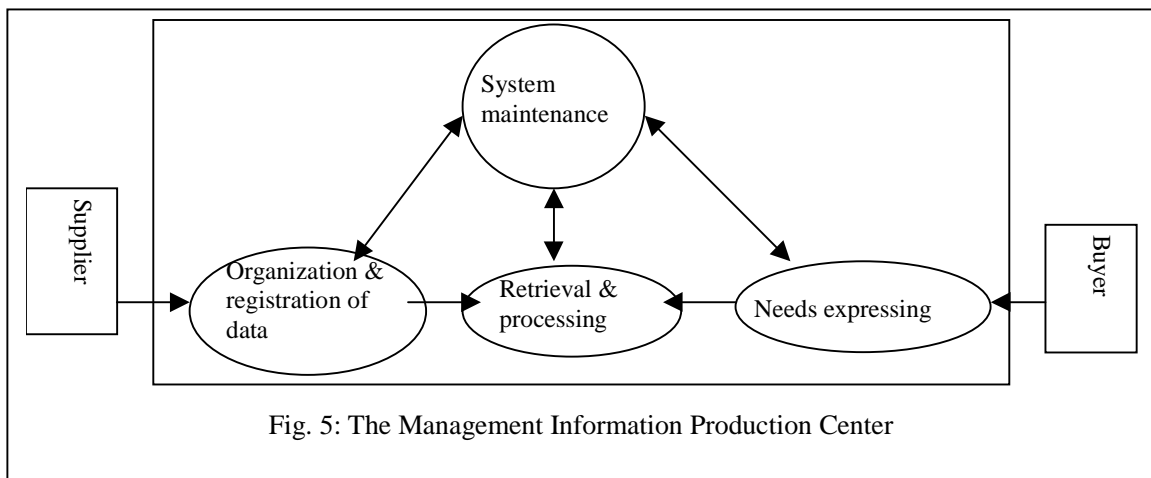 System
maintenance
Supplier
Buyer
Organization &
registration of
data
Retrieval &
processing
Needs expressing
Fig. 5: The Management Information Production Center